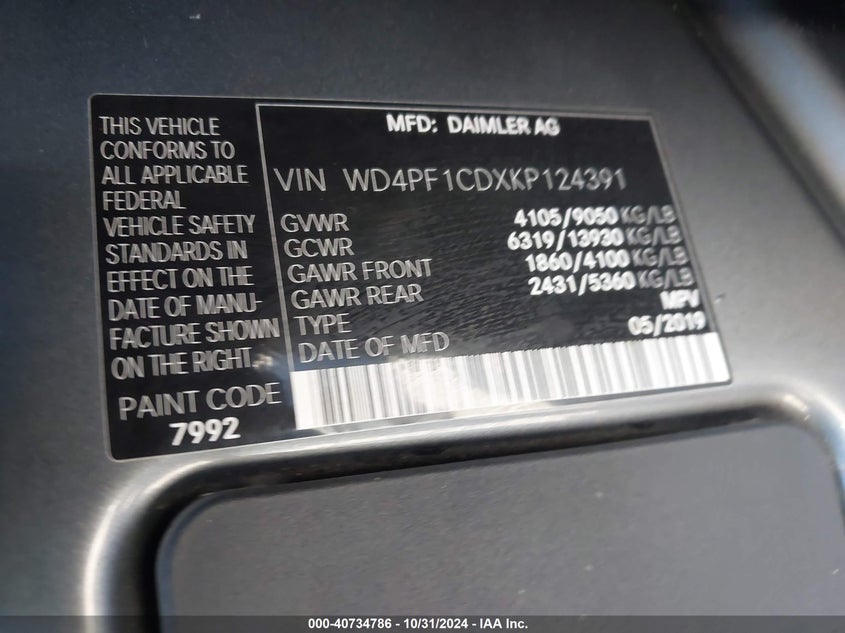 THIS VEHICLE
CONFORMS TO
ALL APPLICABLE
FEDERAL
VEHICLE SAFETY
STANDARDS IN
EFFECT ON THE
DATE OF MANU-
FACTURE SHOWN
ON THE RIGHT.
PAINT CODE
7992
MFD: DAIMLER AG
VIN WD4PF1CDXKP124391
GVWR 4105/9050 KG/LB
GCWR 6319/13930 KG/LB
GAWR FRONT 1860/4100 KG/LB
GAWR REAR 2431/5360 KG/LB
TYPE MPV
DATE OF MFD 05/2019
000-40734786 - 10/31/2024 - IAA Inc.